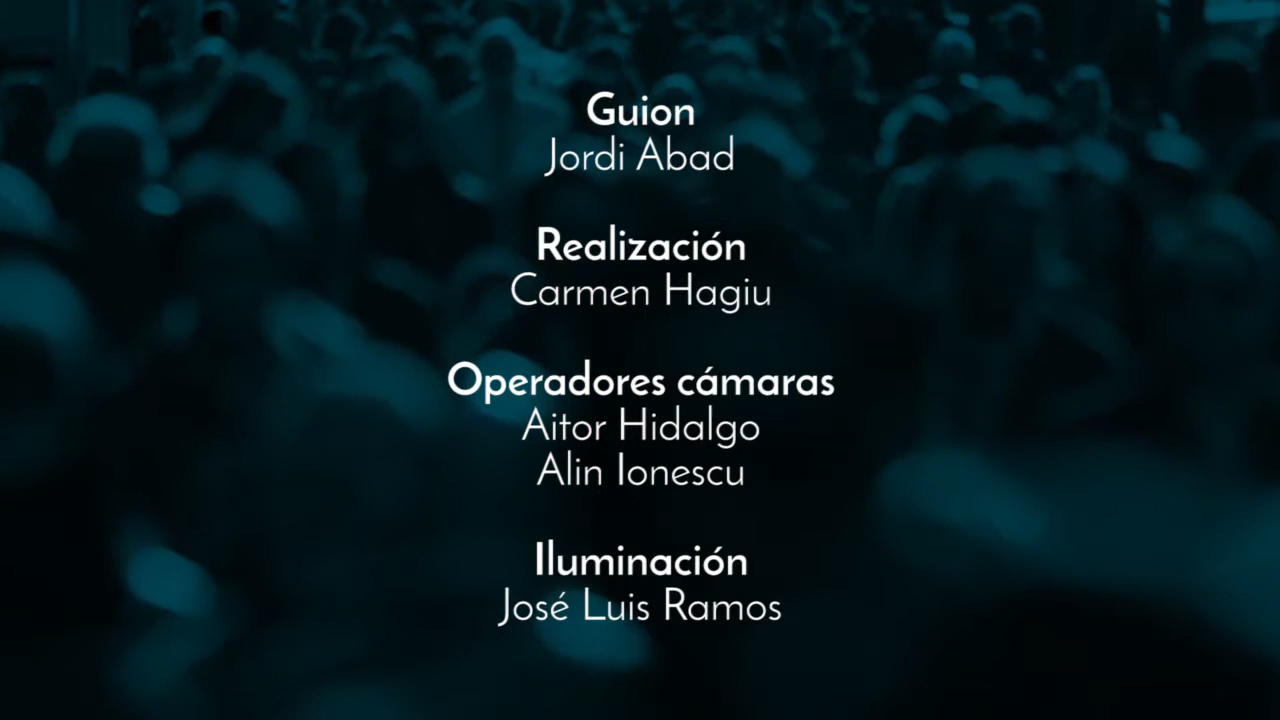 Guion
Jordi Abad
Realización
Carmen Hagiu
Operadores cámaras
Aitor Hidalgo
Alin Ionescu
Iluminación
José Luis Ramos